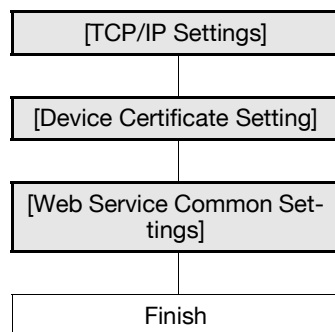 [TCP/IP Settings]
[Device Certificate Setting]
[Web Service Common Set-
tings]
Finish